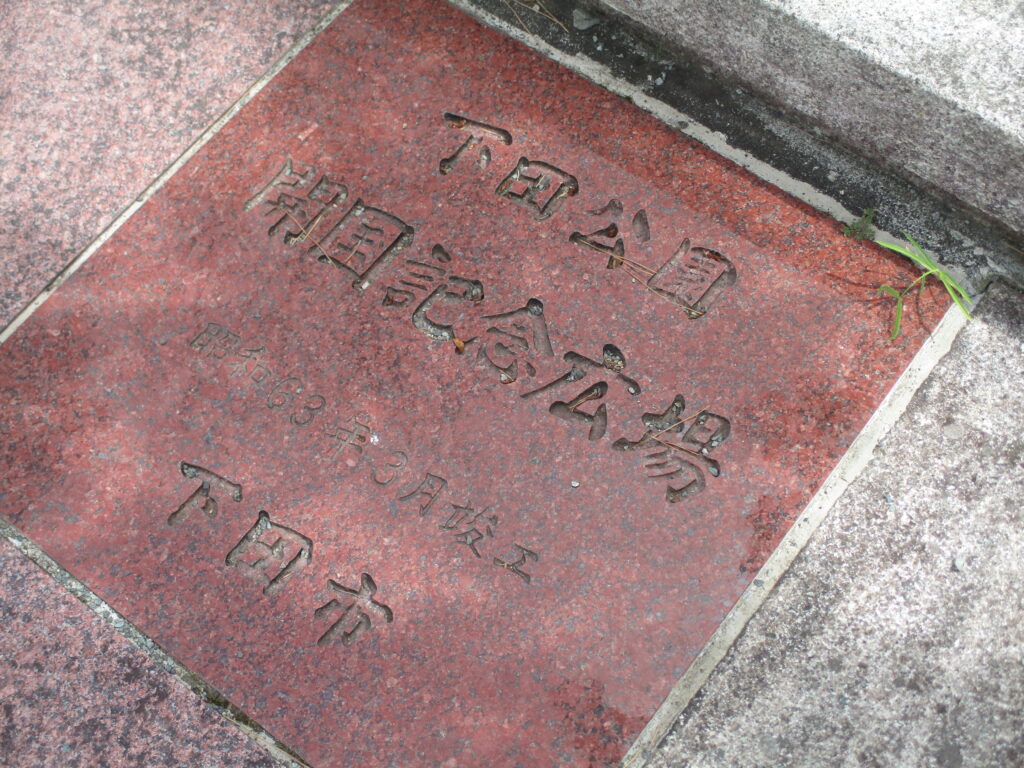 下田公園
開国記念広場
昭和63年3月竣工
下田市